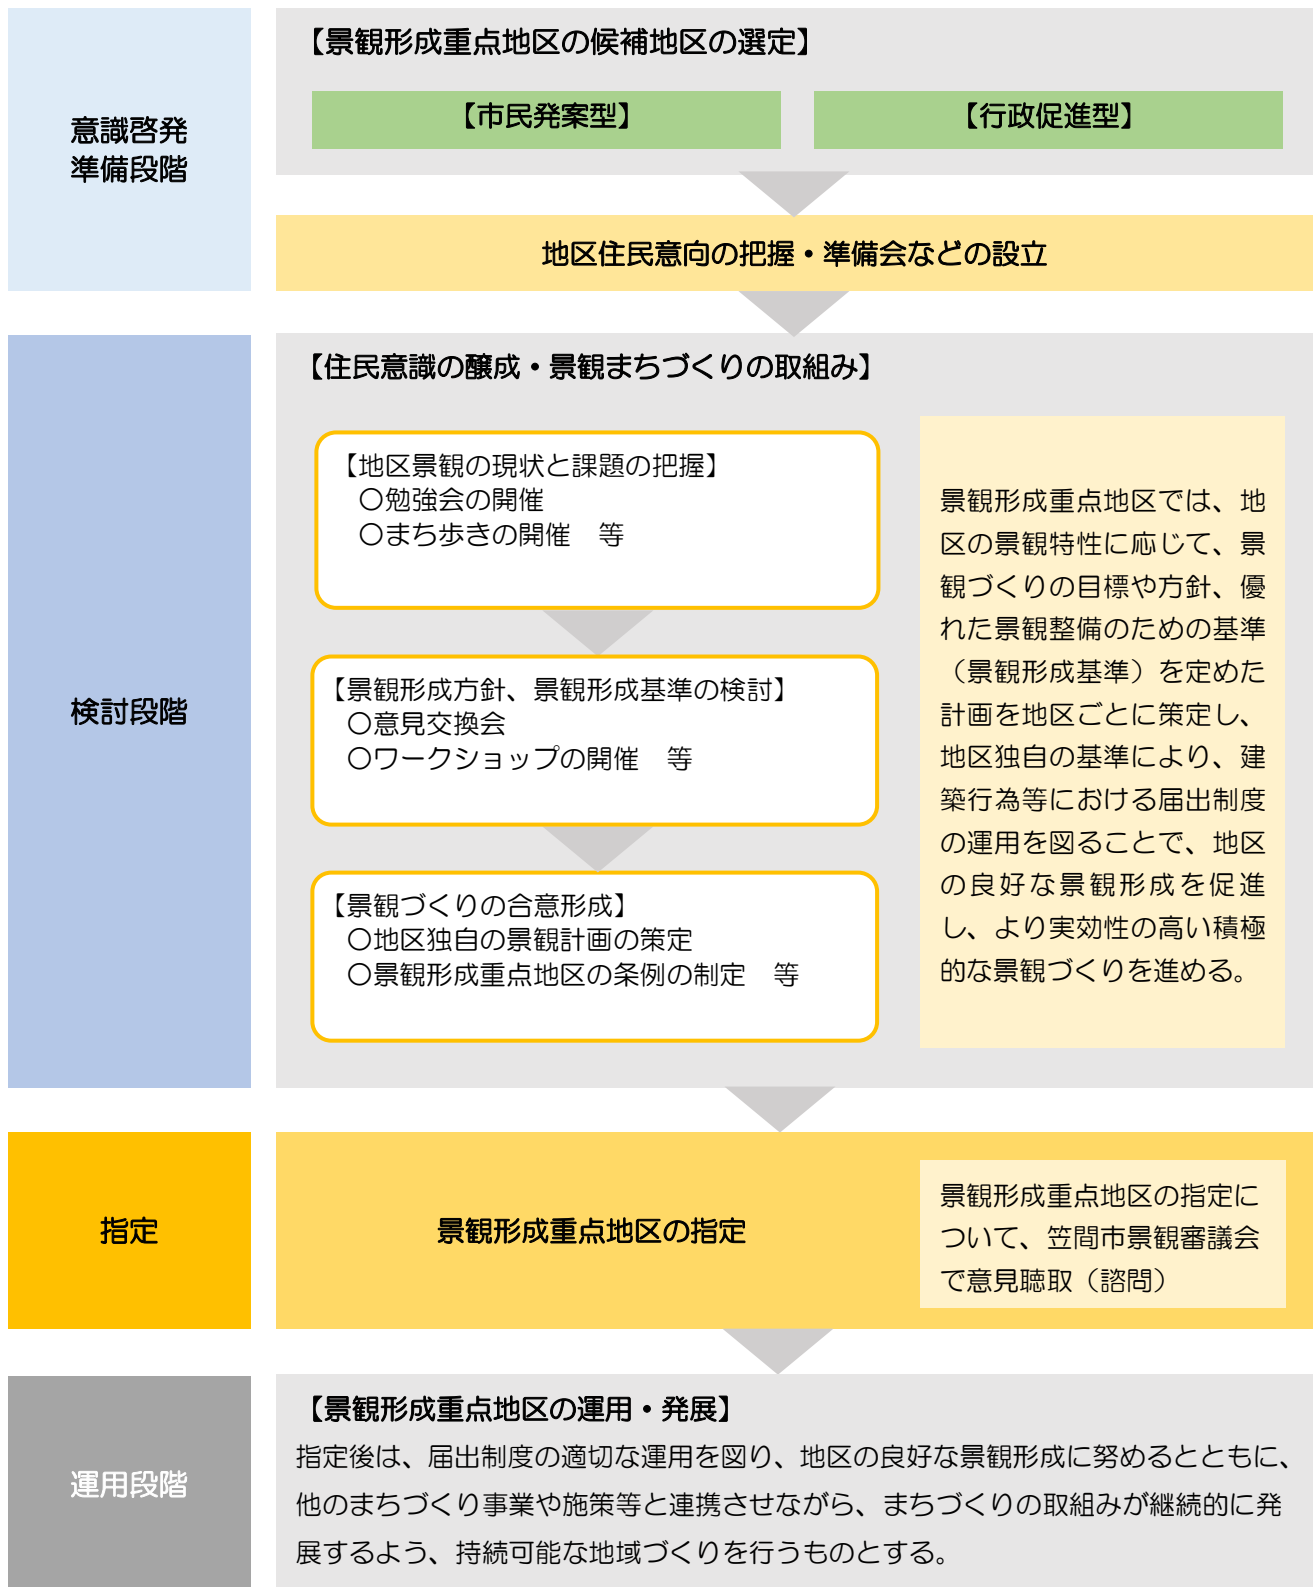 意識啓発
準備段階
【景観形成重点地区の候補地区の選定】
【市民発案型】
【行政促進型】
地区住民意向の把握・準備会などの設立
検討段階
【住民意識の醸成・景観まちづくりの取組み】
【地区景観の現状と課題の把握】
〇勉強会の開催
〇まち歩きの開催　等
【景観形成方針、景観形成基準の検討】
〇意見交換会
〇ワークショップの開催　等
【景観づくりの合意形成】
〇地区独自の景観計画の策定
〇景観形成重点地区の条例の制定　等
景観形成重点地区では、地
区の景観特性に応じて、景
観づくりの目標や方針、優
れた景観整備のための基準
（景観形成基準）を定めた
計画を地区ごとに策定し、
地区独自の基準により、建
築行為等における届出制度
の運用を図ることで、地区
の良好な景観形成を促進
し、より実効性の高い積極
的な景観づくりを進める。
指定
景観形成重点地区の指定
景観形成重点地区の指定に
ついて、笠間市景観審議会
で意見聴取（諮問）
運用段階
【景観形成重点地区の運用・発展】
指定後は、届出制度の適切な運用を図り、地区の良好な景観形成に努めるとともに、
他のまちづくり事業や施策等と連携させながら、まちづくりの取組みが継続的に発
展するよう、持続可能な地域づくりを行うものとする。